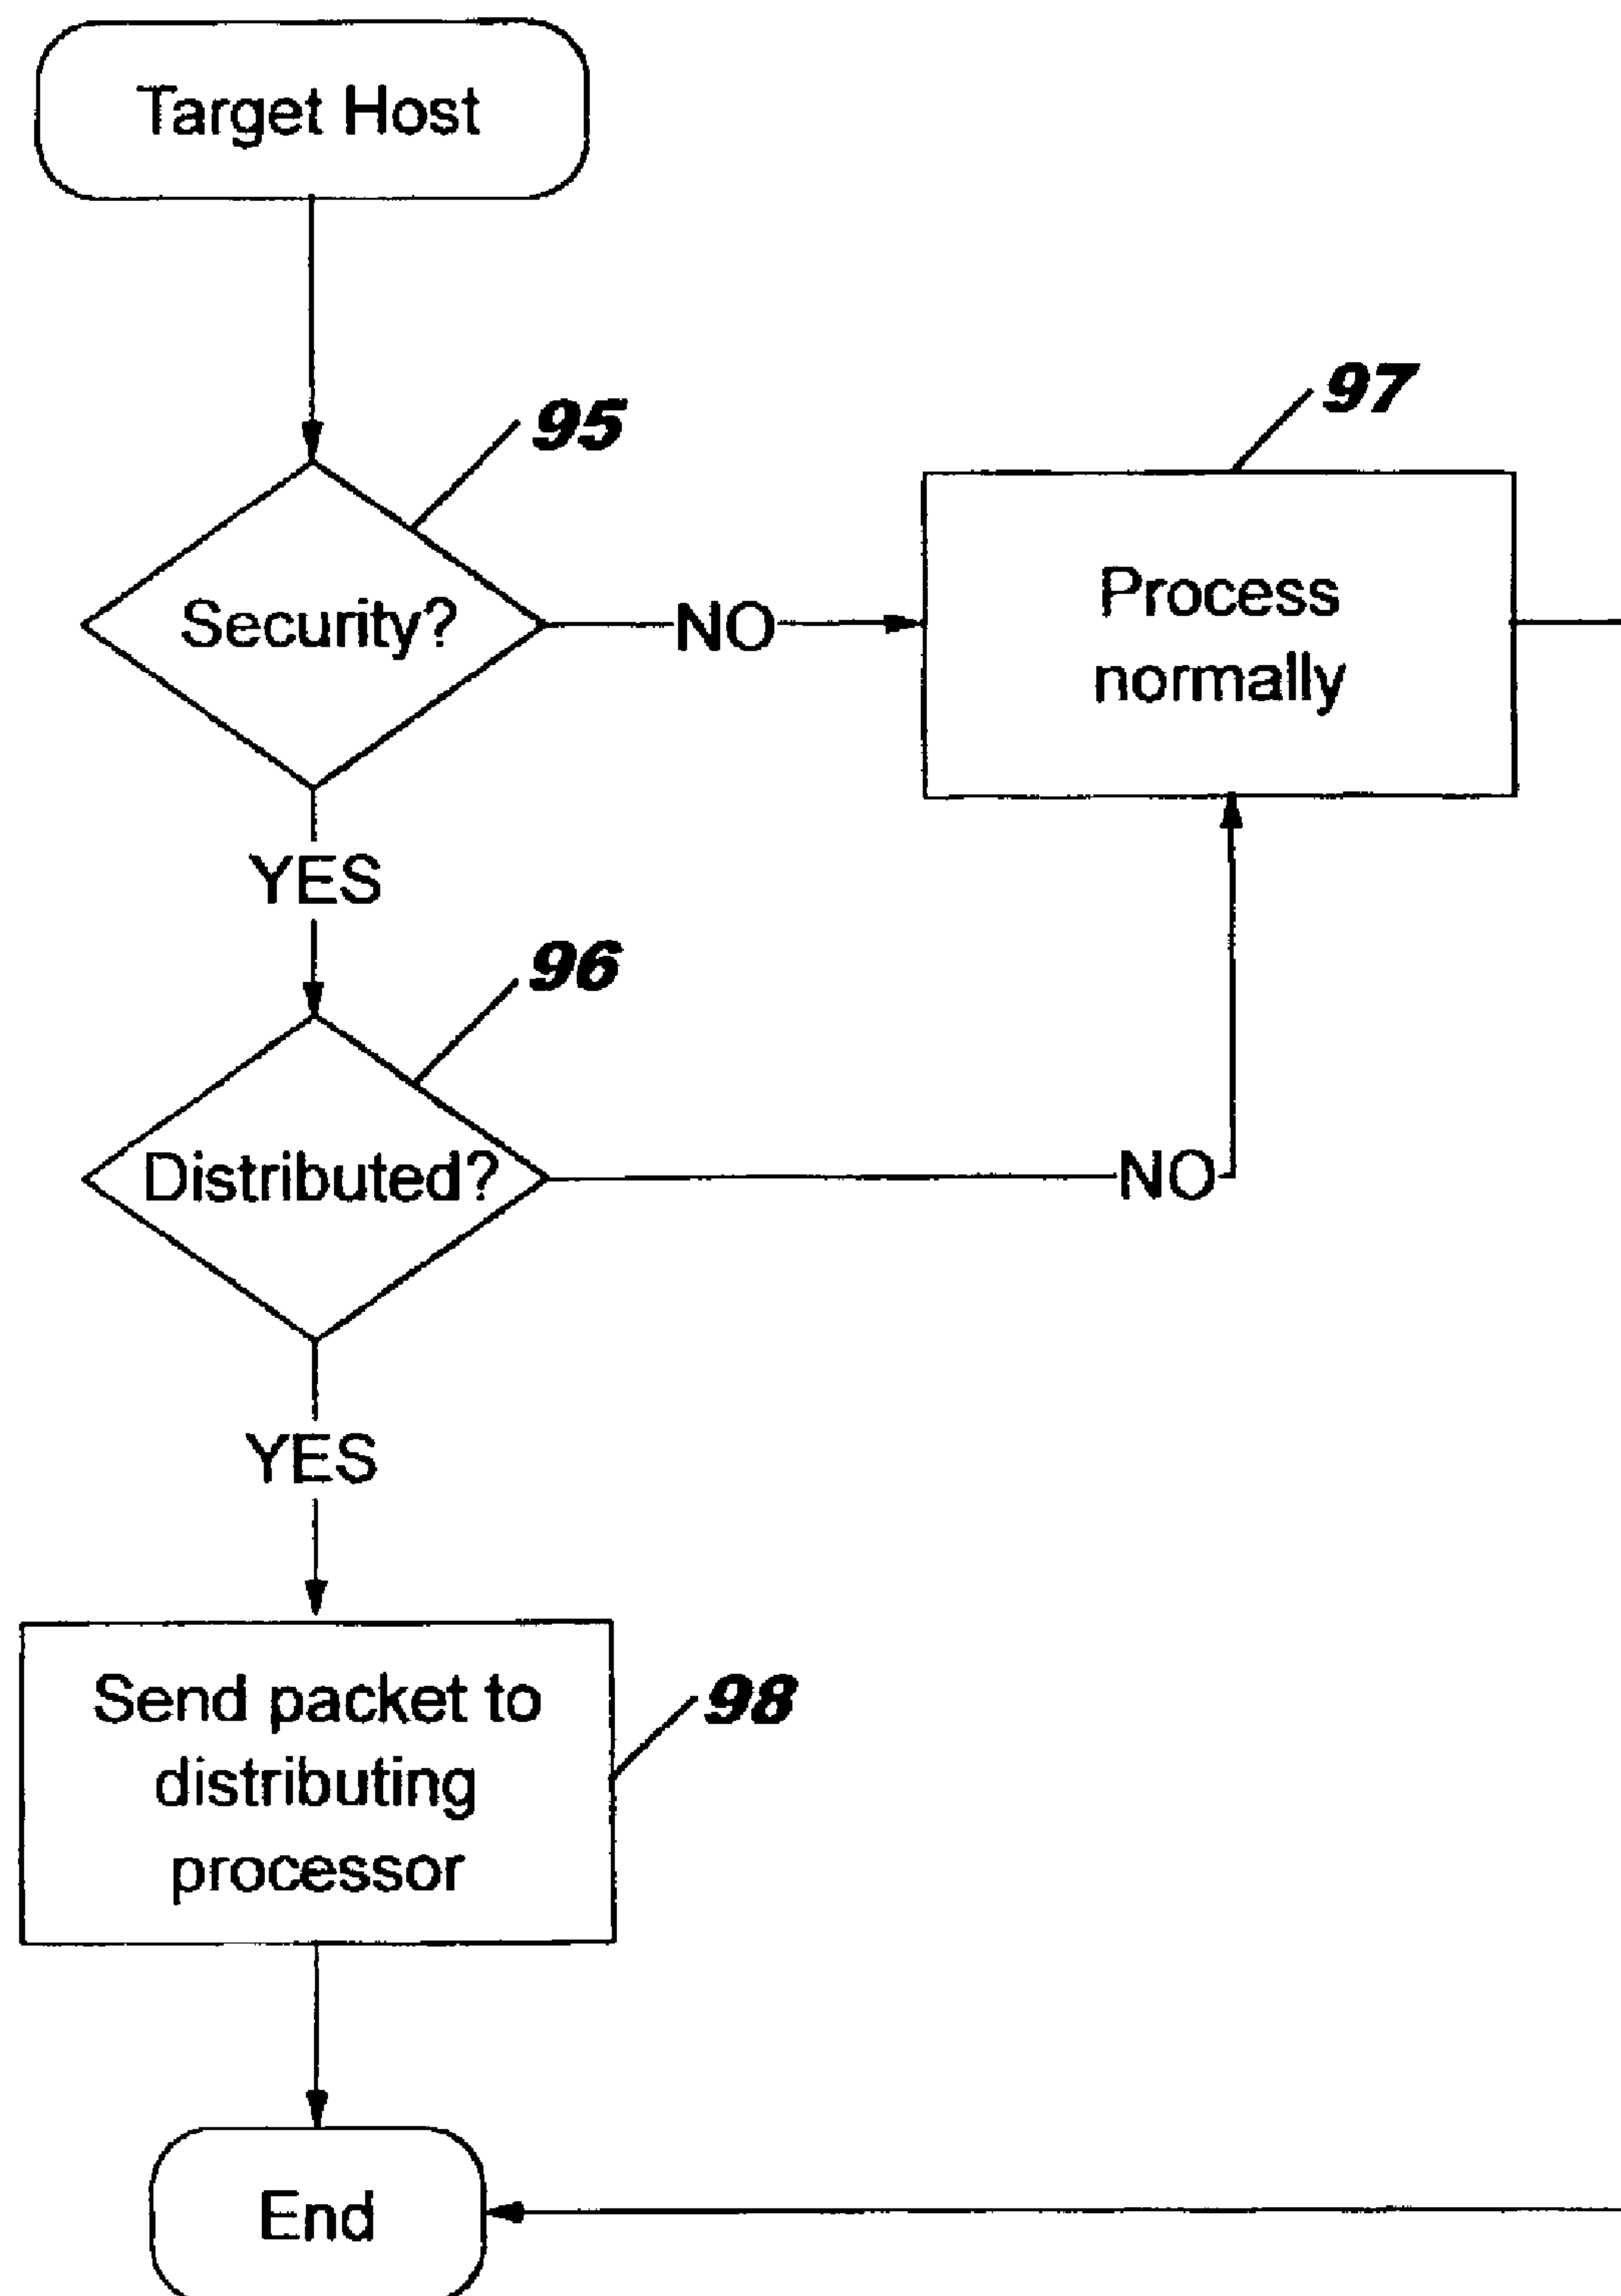 Target Host
95
97
Security?
NO
Process
normally
YES
96
Distributed?
NO
YES
Send packet to
distributing
processor
98
End